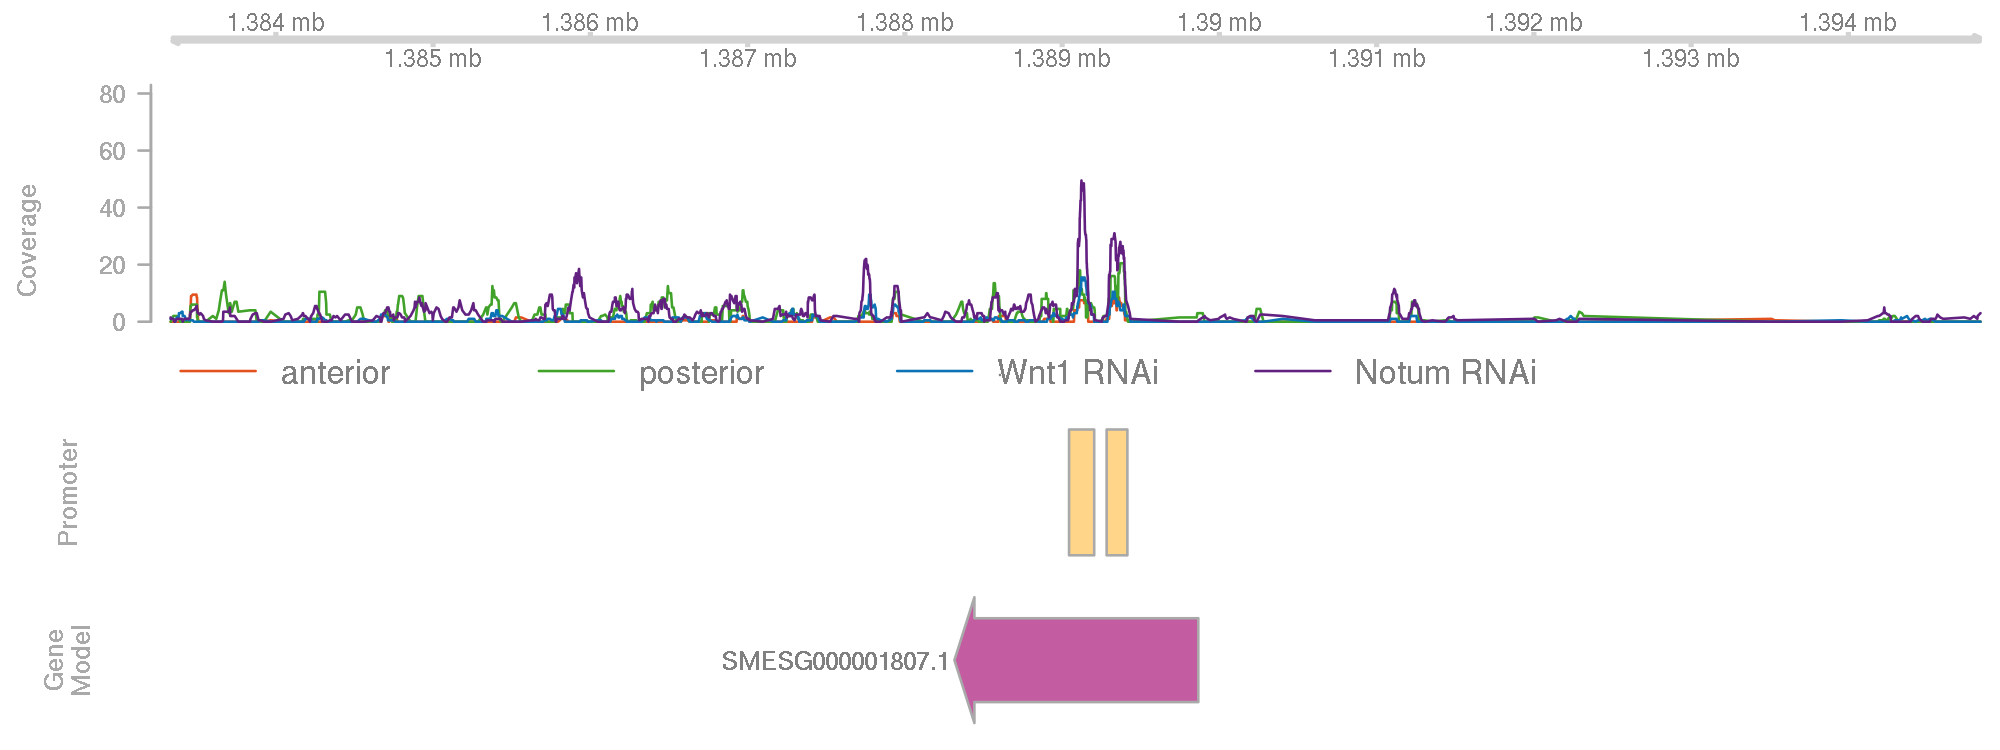 1.384 mb 1.386 mb 1.388 mb 1.39 mb 1.392 mb 1.394 mb
1.385 mb 1.387 mb 1.389 mb 1.391 mb 1.393 mb
80
60
40
20
0
Coverage
anterior posterior Wnt1 RNAi Notum RNAi
Promoter
Gene
Model
SMESG000001807.1